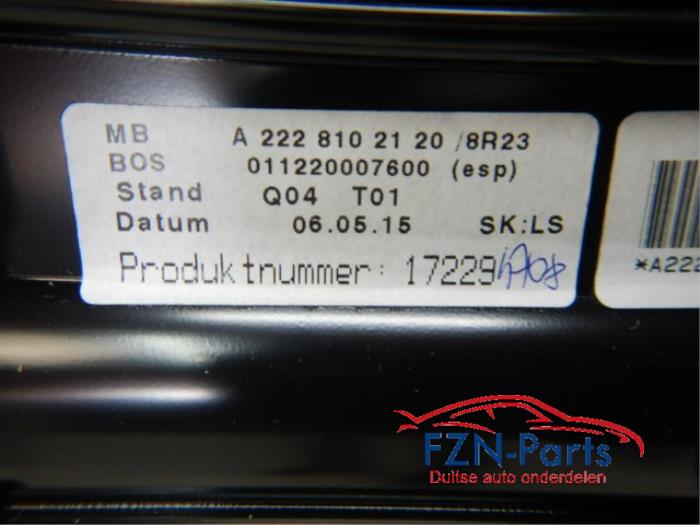 MB A 222 810 21 20 /8R23
BOS 011220007600 (esp)
Stand Q04 T01
Datum 06.05.15 SK:LS
Produktnummer: 17229
*A222
FZN-Parts
Duitse auto onderdelen